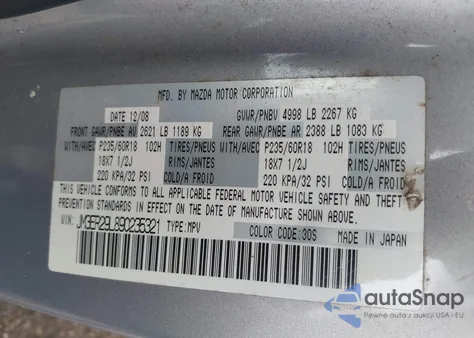 MFD. BY MAZDA MOTOR CORPORATION
DATE 12/08 GVWR/PNBV 4998 LB 2267 KG
FRONT GAWR/PNBE AV 2621 LB 1189 KG REAR GAWR/PNBE AR 2388 LB 1083 KG
WITH/AVEC P235/60R18 102H TIRES/PNEUS WITH/AVEC P235/60R18 102H TIRES/PNEUS
18X7 1/2J RIMS/JANTES 18X7 1/2J RIMS/JANTES
220 KPA/32 PSI COLD/A FROID 220 KPA/32 PSI COLD/A FROID
THIS VEHICLE CONFORMS TO ALL APPLICABLE FEDERAL MOTOR VEHICLE SAFETY AND THEFT
PREVENTION STANDARDS IN EFFECT ON THE DATE OF MANUFACTURE SHOWN ABOVE.
VIN: JM3ER29L890235321 TYPE:MPV
COLOR CODE:30S MADE IN JAPAN
autoSnap
Pewne auta z aukcji USA i EU